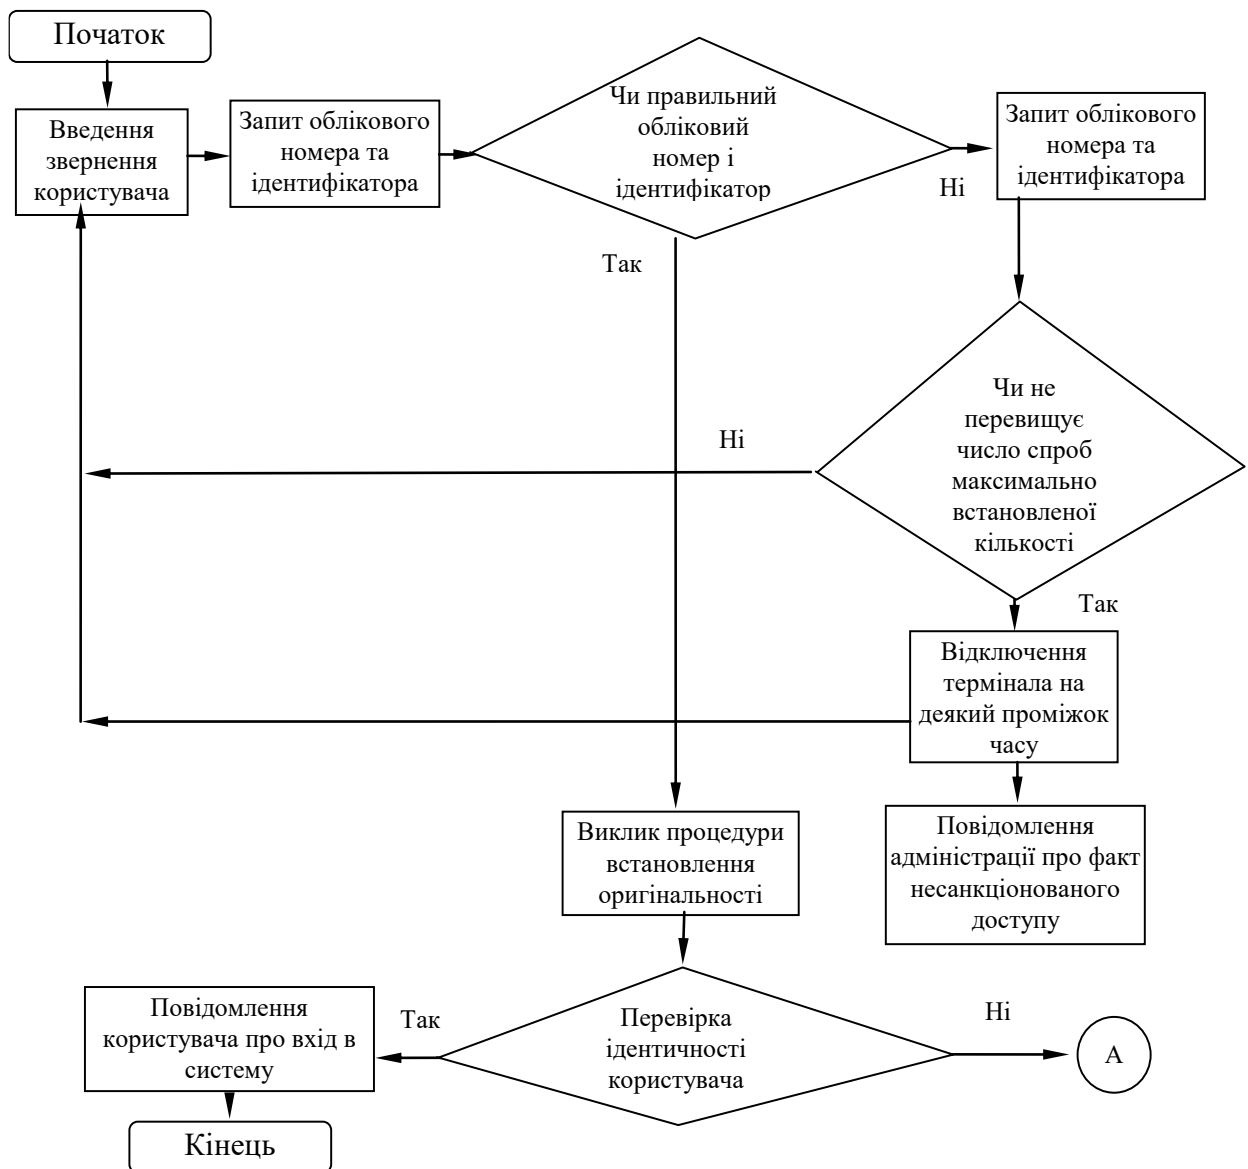 Початок
Введення
звернення
користувача
Запит облікового
номера та
ідентифікатора
Чи правильний
обліковий
номер і
ідентифікатор
Ні
Запит облікового
номера та
ідентифікатора
Так
Чи не
перевищує
число спроб
максимально
встановленої
кількості
Ні
Так
Відключення
термінала на
деякий проміжок
часу
Повідомлення
адміністрації про факт
несанкціонованого
доступу
Виклик процедури
встановлення
оригінальності
Перевірка
ідентичності
користувача
Так
Ні
А
Повідомлення
користувача про вхід в
систему
Кінець